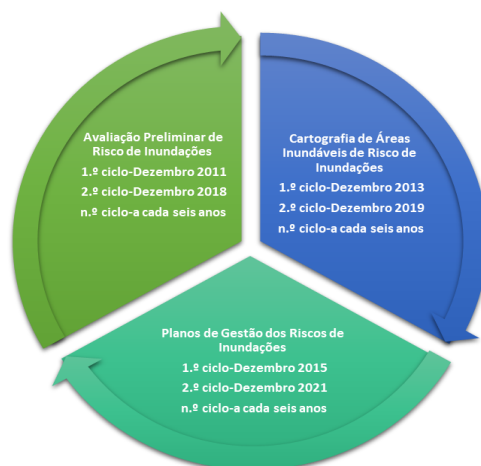 Avaliação Preliminar de
Risco de Inundações
1.º ciclo-Dezembro 2011
2.º ciclo-Dezembro 2018
n.º ciclo-a cada seis anos
Cartografia de Áreas
Inundáveis de Risco de
Inundações
1.º ciclo-Dezembro 2013
2.º ciclo-Dezembro 2019
n.º ciclo-a cada seis anos
Planos de Gestão dos Riscos de
Inundações
1.º ciclo-Dezembro 2015
2.º ciclo-Dezembro 2021
n.º ciclo-a cada seis anos